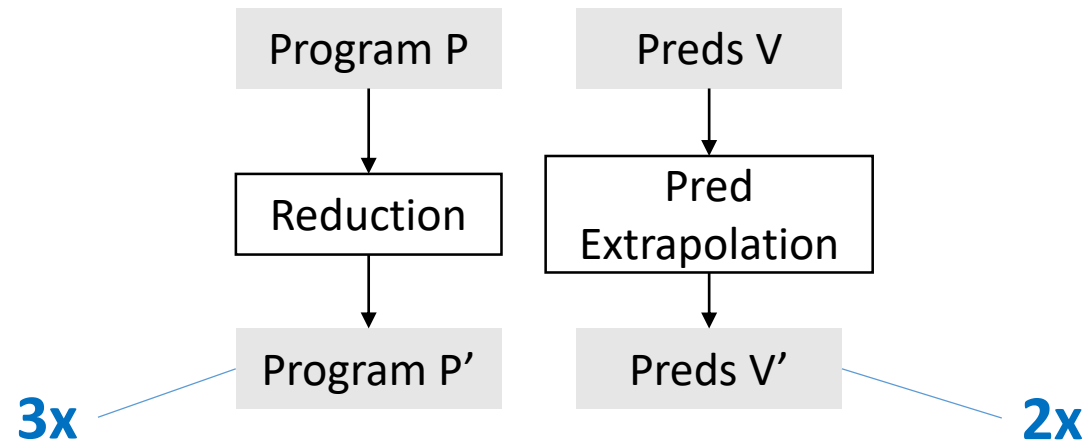 Program P
Preds V
Reduction
Pred
Extrapolation
Program P’
Preds V’
3x
2x